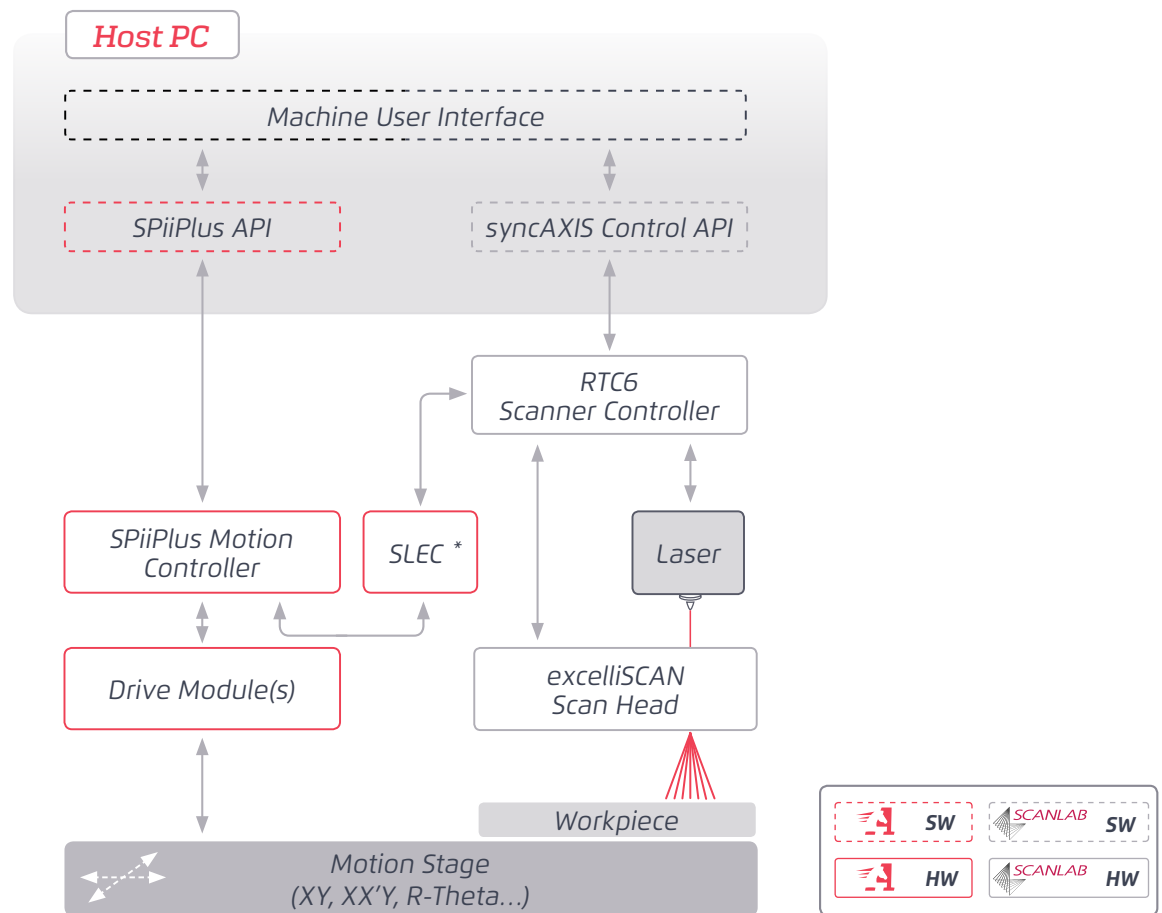 Host PC
Machine User Interface
SPiiPlus API
syncAXIS Control API
RTC6
Scanner Controller
SPiiPlus Motion
Controller
SLEC *
Laser
Drive Module(s)
excelliSCAN
Scan Head
Workpiece
Motion Stage
(XY, XX'Y, R-Theta...)
SW
SCANLAB SW
HW
SCANLAB HW